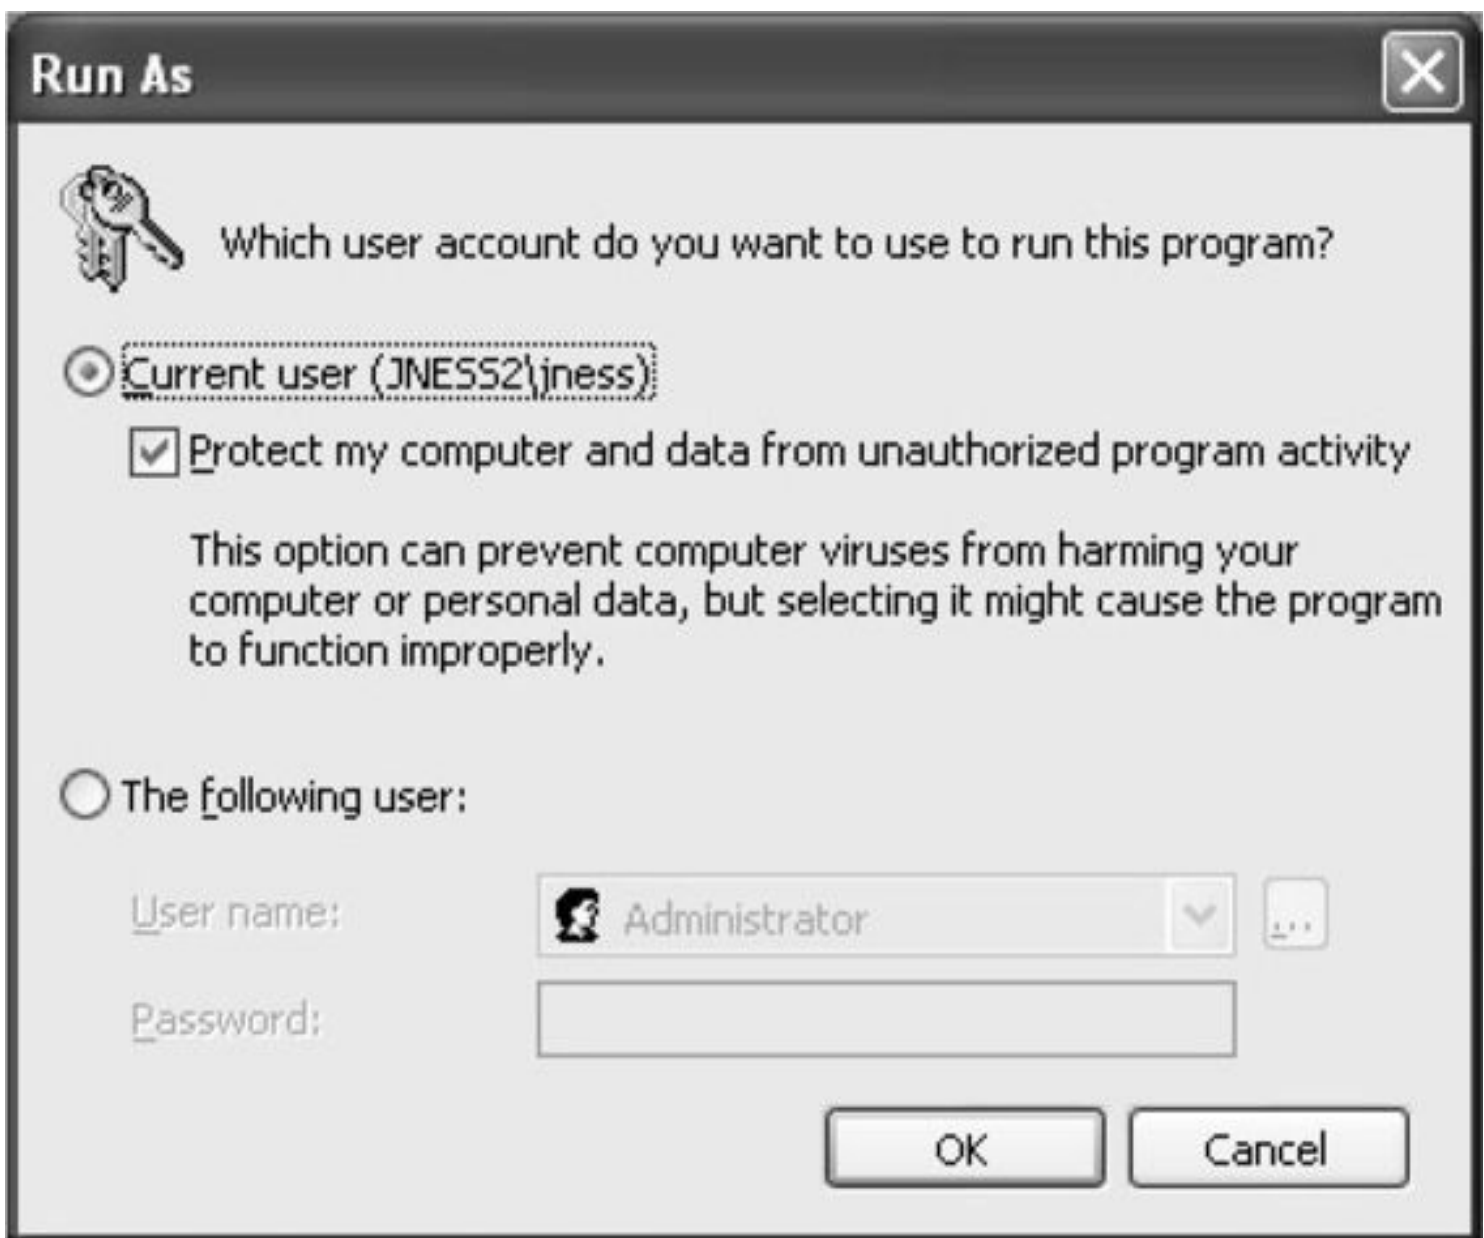 Run As
Which user account do you want to use to run this program?
Current user (JNESS2\jness)
Protect my computer and data from unauthorized program activity
This option can prevent computer viruses from harming your
computer or personal data, but selecting it might cause the program
to function improperly.
The following user:
User name:
Administrator
...
Password:
OK
Cancel